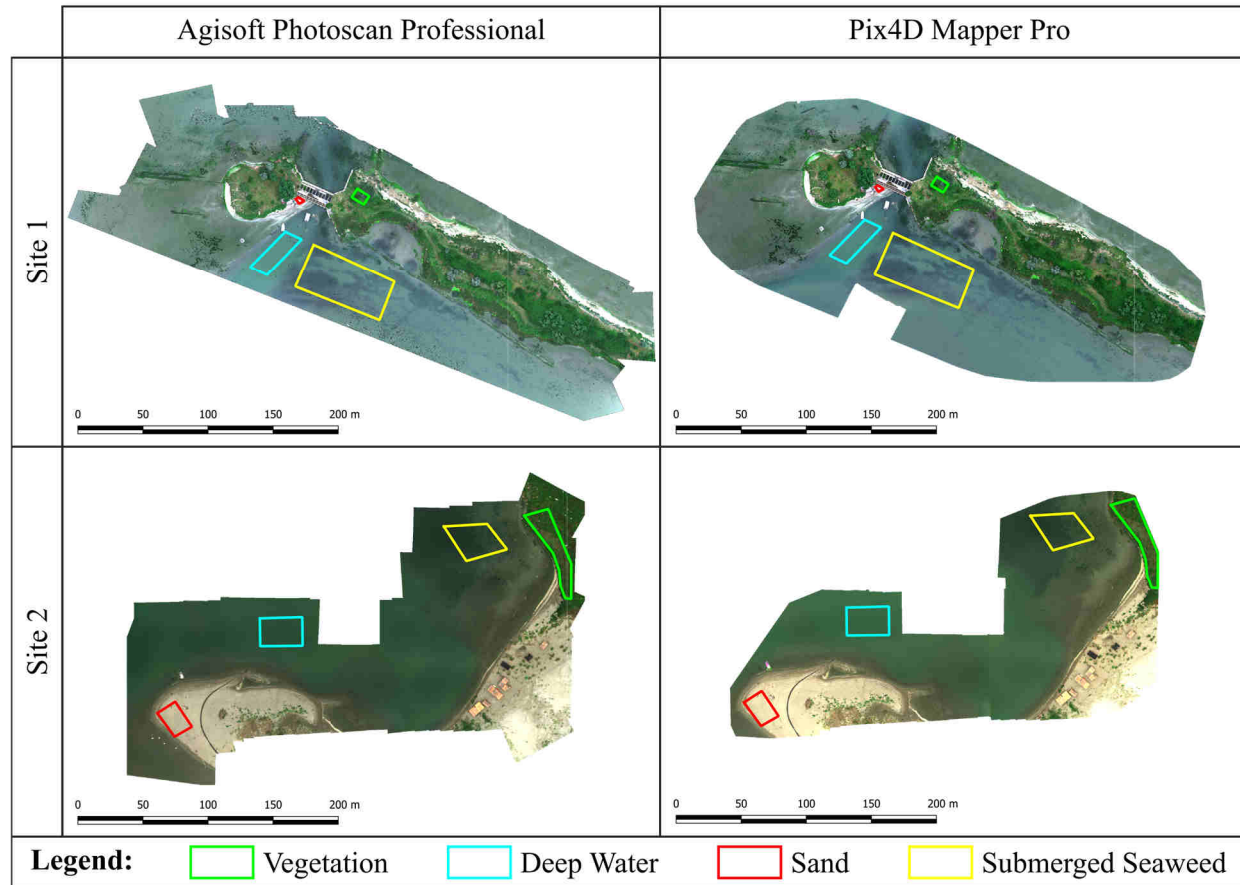 Agisoft Photoscan Professional
Pix4D Mapper Pro
Site 1
0 50 100 150 200 m
0 50 100 150 200 m
Site 2
0 50 100 150 200 m
0 50 100 150 200 m
Legend: Vegetation Deep Water Sand Submerged Seaweed